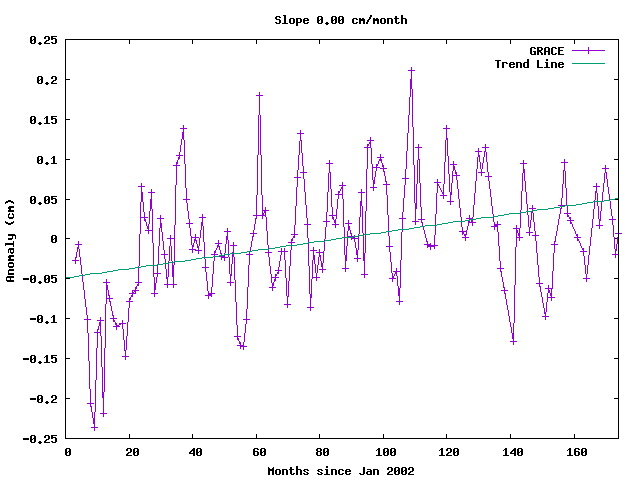 Slope 0.00 cm/month
GRACE
Trend Line
0.25
0.2
0.15
0.1
0.05
0
-0.05
-0.1
-0.15
-0.2
-0.25
Anomaly (cm)
0 20 40 60 80 100 120 140 160
Months since Jan 2002